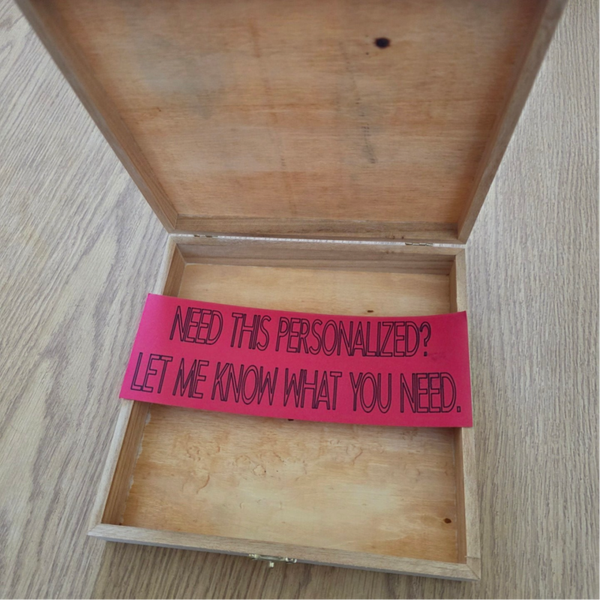 NEED THIS PERSONALIZED?
LET ME KNOW WHAT YOU NEED.